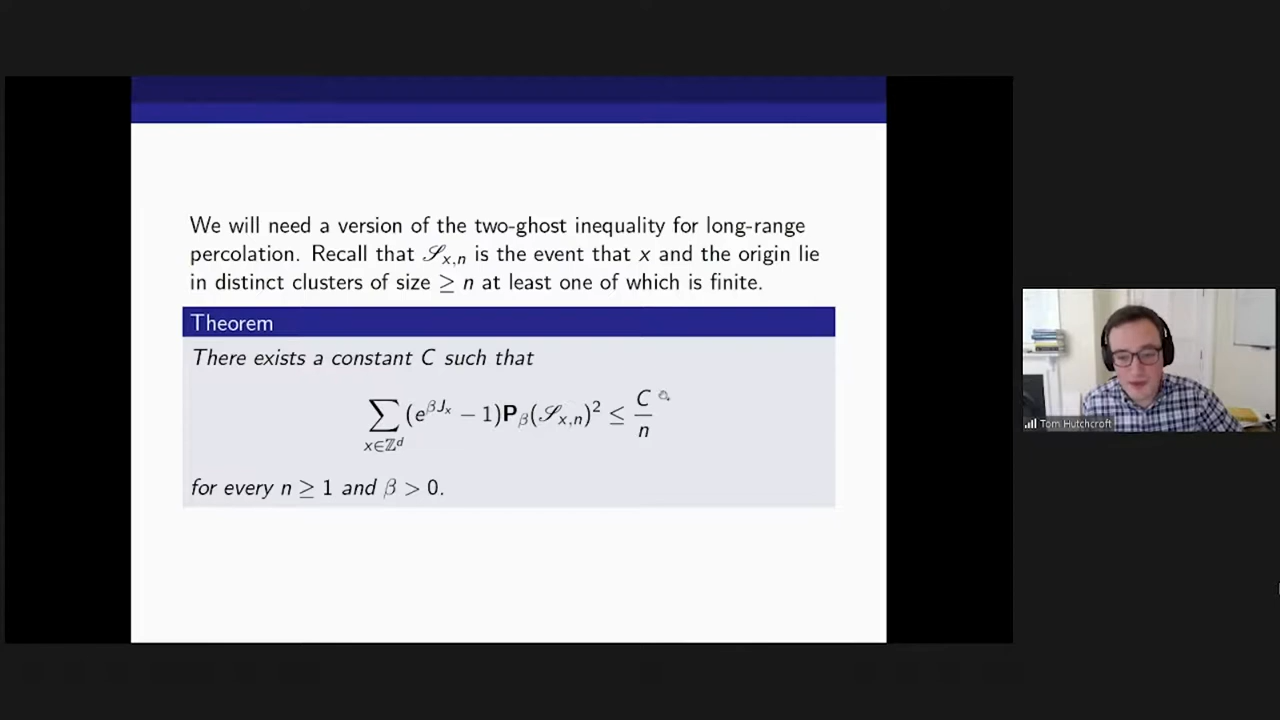 We will need a version of the two-ghost inequality for long-range
percolation. Recall that 𝒮_{x,n} is the event that x and the origin lie
in distinct clusters of size ≥ n at least one of which is finite.
Theorem
There exists a constant C such that
∑_{x∈ℤ^d} (e^{βJ_x} − 1)𝐏_β(𝒮_{x,n})² ≤ C/n
for every n ≥ 1 and β > 0.
Tom Hutchcroft